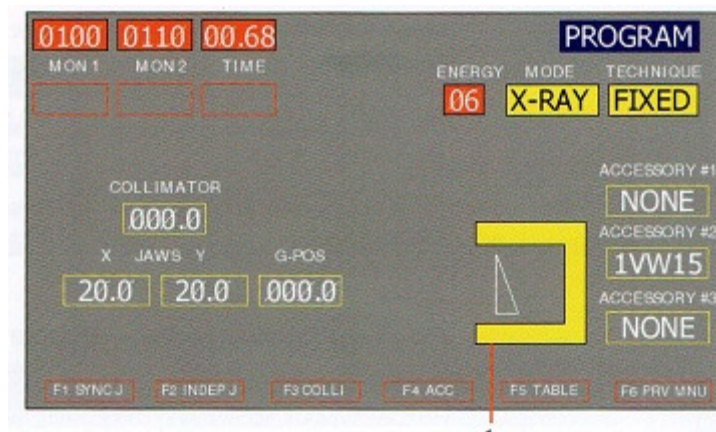 0100 0110 00.68 PROGRAM
MON 1 MON 2 TIME
ENERGY MODE TECHNIQUE
06 X-RAY FIXED
ACCESSORY #1
NONE
COLLIMATOR
000.0
ACCESSORY #2
X JAWS Y G-POS
1VW15
20.0 20.0 000.0
ACCESSORY #3
NONE
F1 SYNC J F2 INDEP J F3 COLLI F4 ACC F5 TABLE F6 PRV MNU